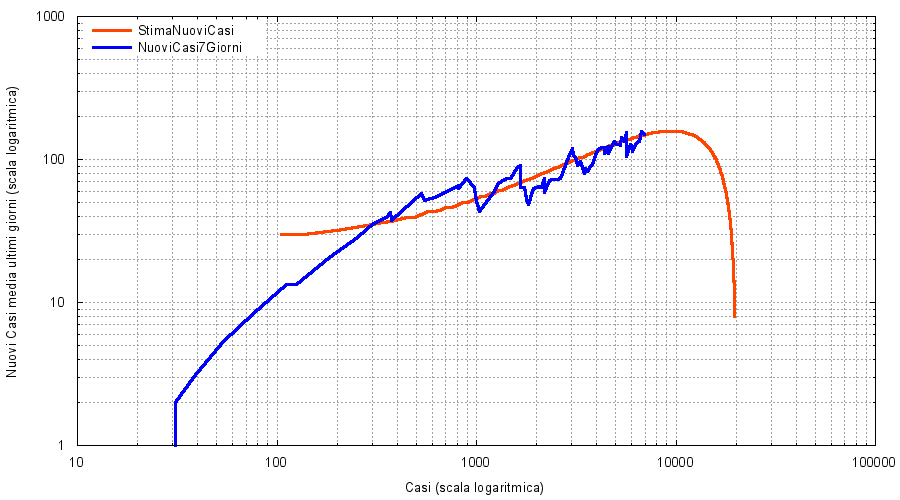 1000
StimaNuoviCasi
NuoviCasi7Giorni
100
10
1
10 100 1000 10000 100000
Nuovi Casi media ultimi giorni (scala logaritmica)
Casi (scala logaritmica)